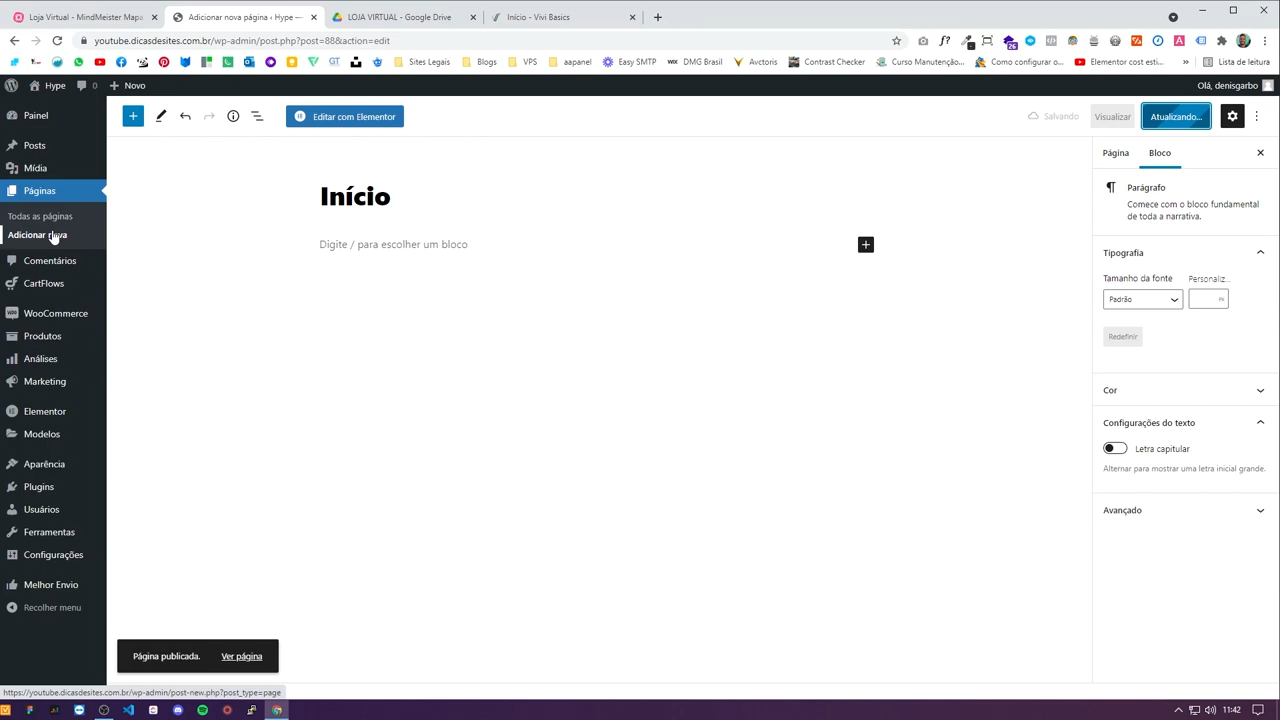 Loja Virtual - MindMeister Mapa
Adicionar nova página ‹ Hype —
LOJA VIRTUAL - Google Drive
Início - Vivi Basics
youtube.dicasdesites.com.br/wp-admin/post.php?post=88&action=edit
26
GT
Sites Legais
Blogs
VPS
aapanel
Easy SMTP
WIX
DMG Brasil
Avctoris
Contrast Checker
Curso Manutenção...
Como configurar o...
Elementor cost esti...
»
Lista de leitura
Hype
0
Novo
Olá, denisgarbo
Painel
Posts
Mídia
Páginas
Todas as páginas
Adicionar nova
Comentários
CartFlows
WooCommerce
Produtos
Análises
Marketing
Elementor
Modelos
Aparência
Plugins
Usuários
Ferramentas
Configurações
Melhor Envio
Recolher menu
Editar com Elementor
Salvando
Visualizar
Atualizando...
Início
Digite / para escolher um bloco
Página
Bloco
Parágrafo
Comece com o bloco fundamental
de toda a narrativa.
Tipografia
Tamanho da fonte
Personaliz...
Padrão
PX
Redefinir
Cor
Configurações do texto
Letra capitular
Alternar para mostrar uma letra inicial grande.
Avançado
Página publicada.
Ver página
https://youtube.dicasdesites.com.br/wp-admin/post-new.php?post_type=page
11:42